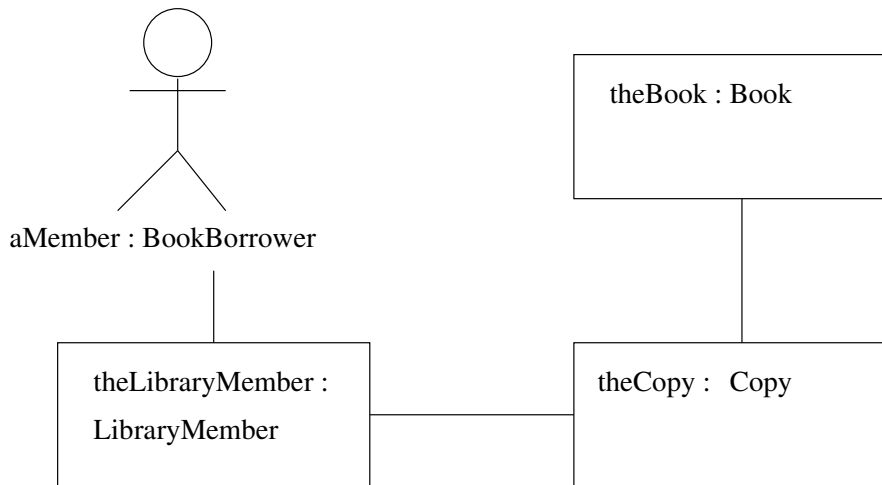 theBook : Book
aMember : BookBorrower
theLibraryMember :
LibraryMember
theCopy : Copy